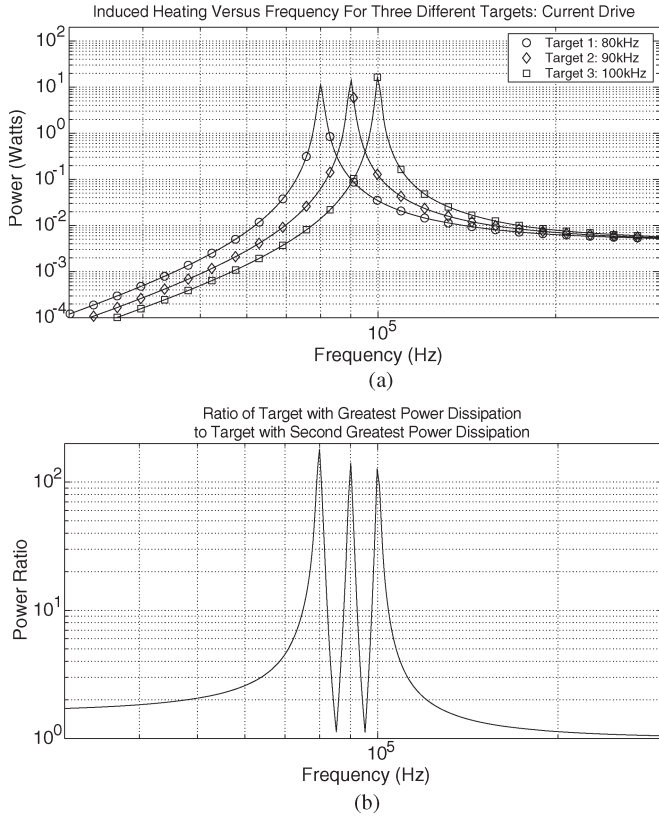 Induced Heating Versus Frequency For Three Different Targets: Current Drive
10^2
10^1
10^0
10^-1
10^-2
10^-3
10^-4
Power (Watts)
Target 1: 80kHz
Target 2: 90kHz
Target 3: 100kHz
10^5
Frequency (Hz)
(a)
Ratio of Target with Greatest Power Dissipation
to Target with Second Greatest Power Dissipation
10^2
10^1
10^0
Power Ratio
10^5
Frequency (Hz)
(b)